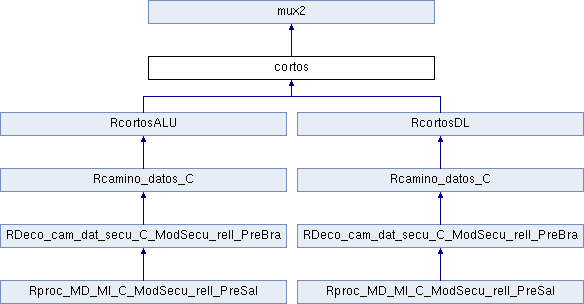 mux2
cortos
RcortosALU
RcortosDL
Rcamino_datos_C
Rcamino_datos_C
RDeco_cam_dat_secu_C_ModSecu_rell_PreBra
RDeco_cam_dat_secu_C_ModSecu_rell_PreBra
Rproc_MD_MI_C_ModSecu_rell_PreSal
Rproc_MD_MI_C_ModSecu_rell_PreSal